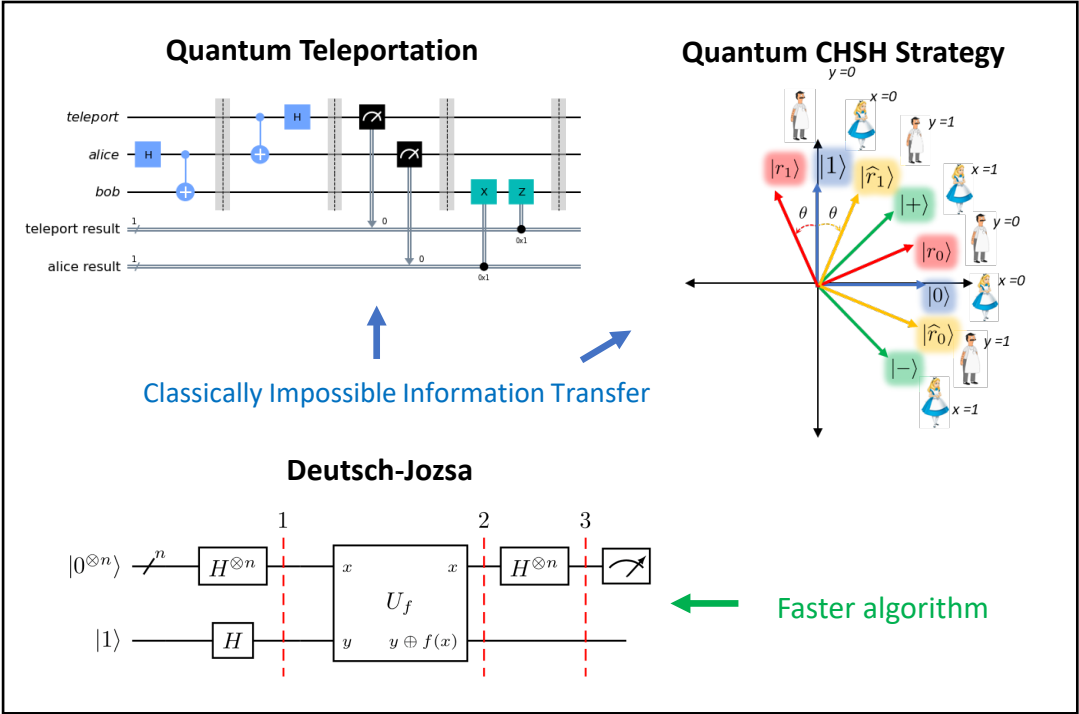 Quantum Teleportation
teleport
H
alice
H
bob
X
Z
teleport result
1
0
0x1
alice result
1
0
0x1
Quantum CHSH Strategy
y =0
x =0
y =1
|r₁⟩
|1⟩
|r̂₁⟩
x =1
θ
θ
|+⟩
y =0
|r₀⟩
x =0
|0⟩
|r̂₀⟩
y =1
|−⟩
x =1
Classically Impossible Information Transfer
Deutsch-Jozsa
1
2
3
|0^{⊗n}⟩
n
H^{⊗n}
x
x
H^{⊗n}
U_f
|1⟩
H
y
y ⊕ f(x)
Faster algorithm